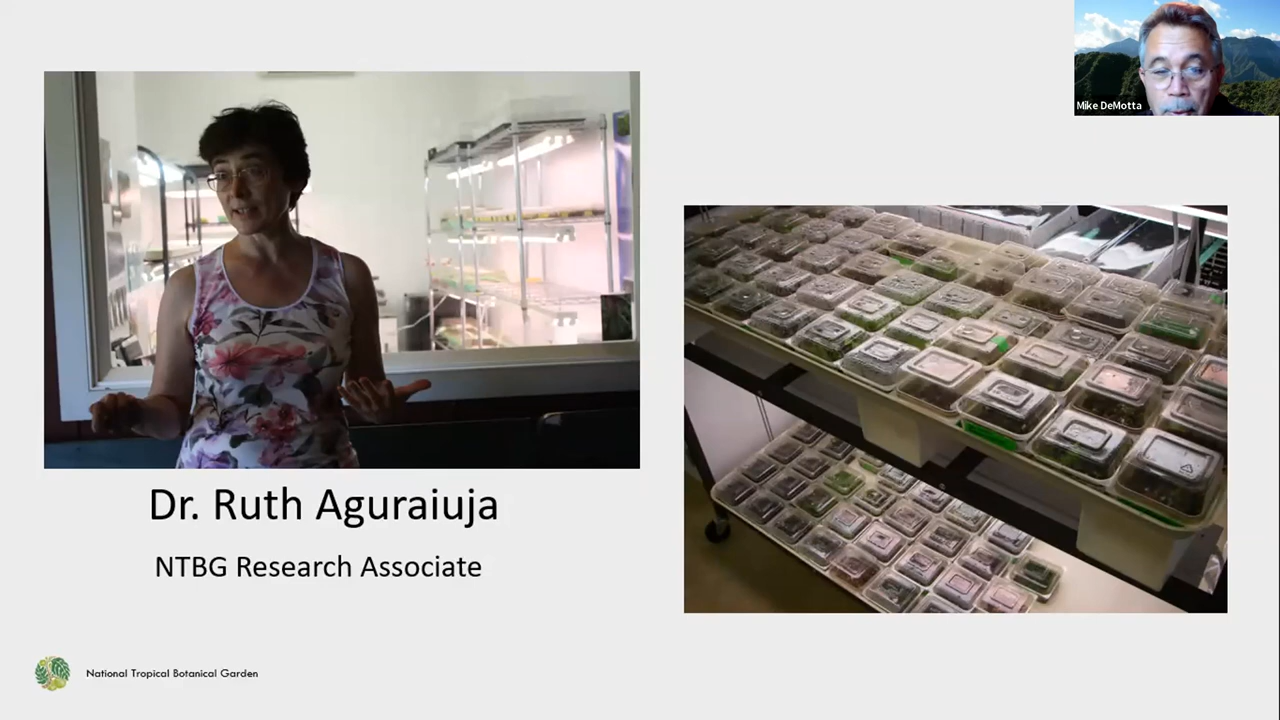 Mike DeMotta
Dr. Ruth Aguraiuja
NTBG Research Associate
National Tropical Botanical Garden